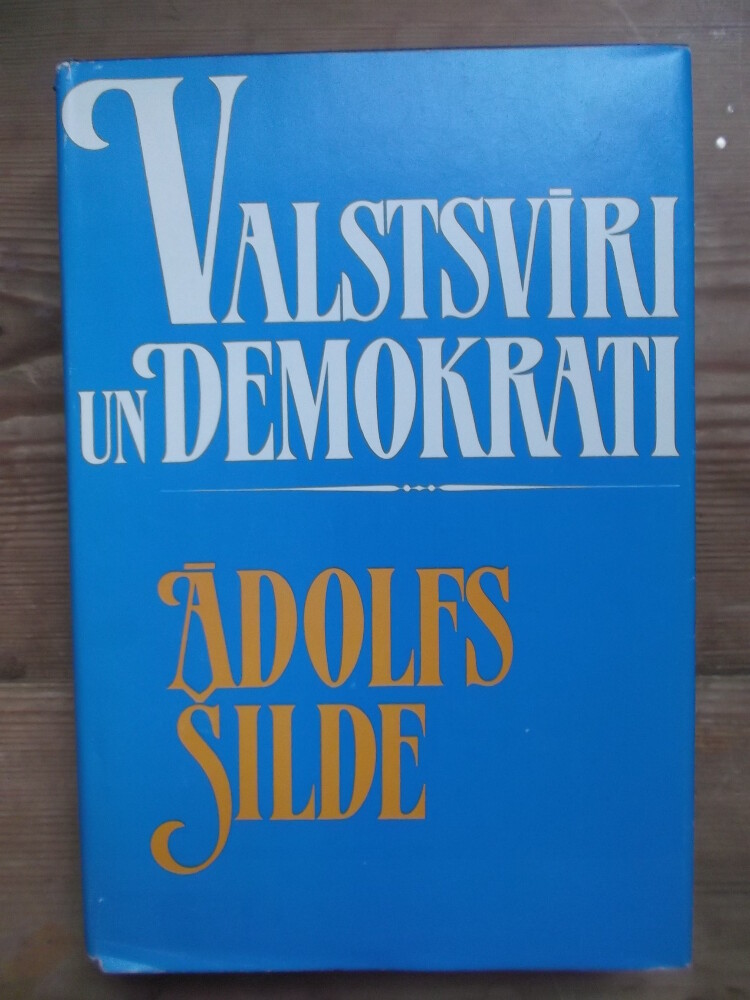 VALSTSVĪRI
UN DEMOKRATI
ĀDOLFS
ŠILDE